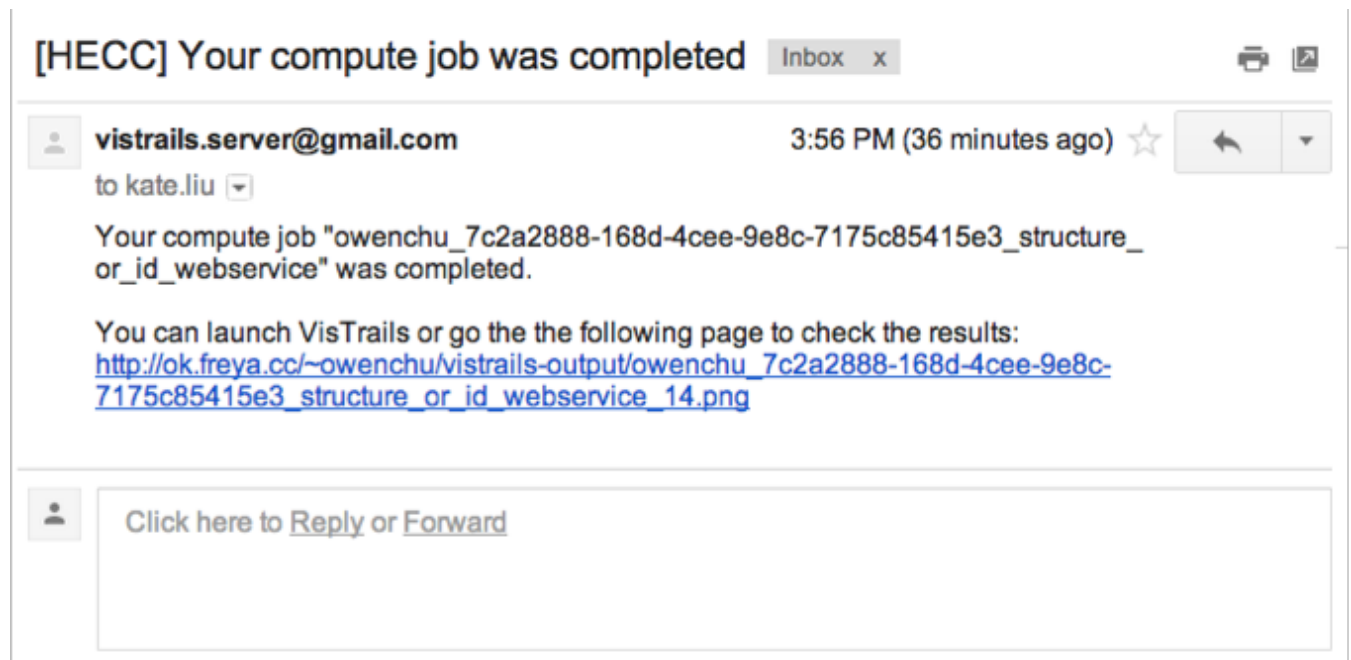 [HECC] Your compute job was completed Inbox x
vistrails.server@gmail.com 3:56 PM (36 minutes ago)
to kate.liu
Your compute job "owenchu_7c2a2888-168d-4cee-9e8c-7175c85415e3_structure_
or_id_webservice" was completed.
You can launch VisTrails or go the the following page to check the results:
http://ok.freya.cc/~owenchu/vistrails-output/owenchu_7c2a2888-168d-4cee-9e8c-
7175c85415e3_structure_or_id_webservice_14.png
Click here to Reply or Forward